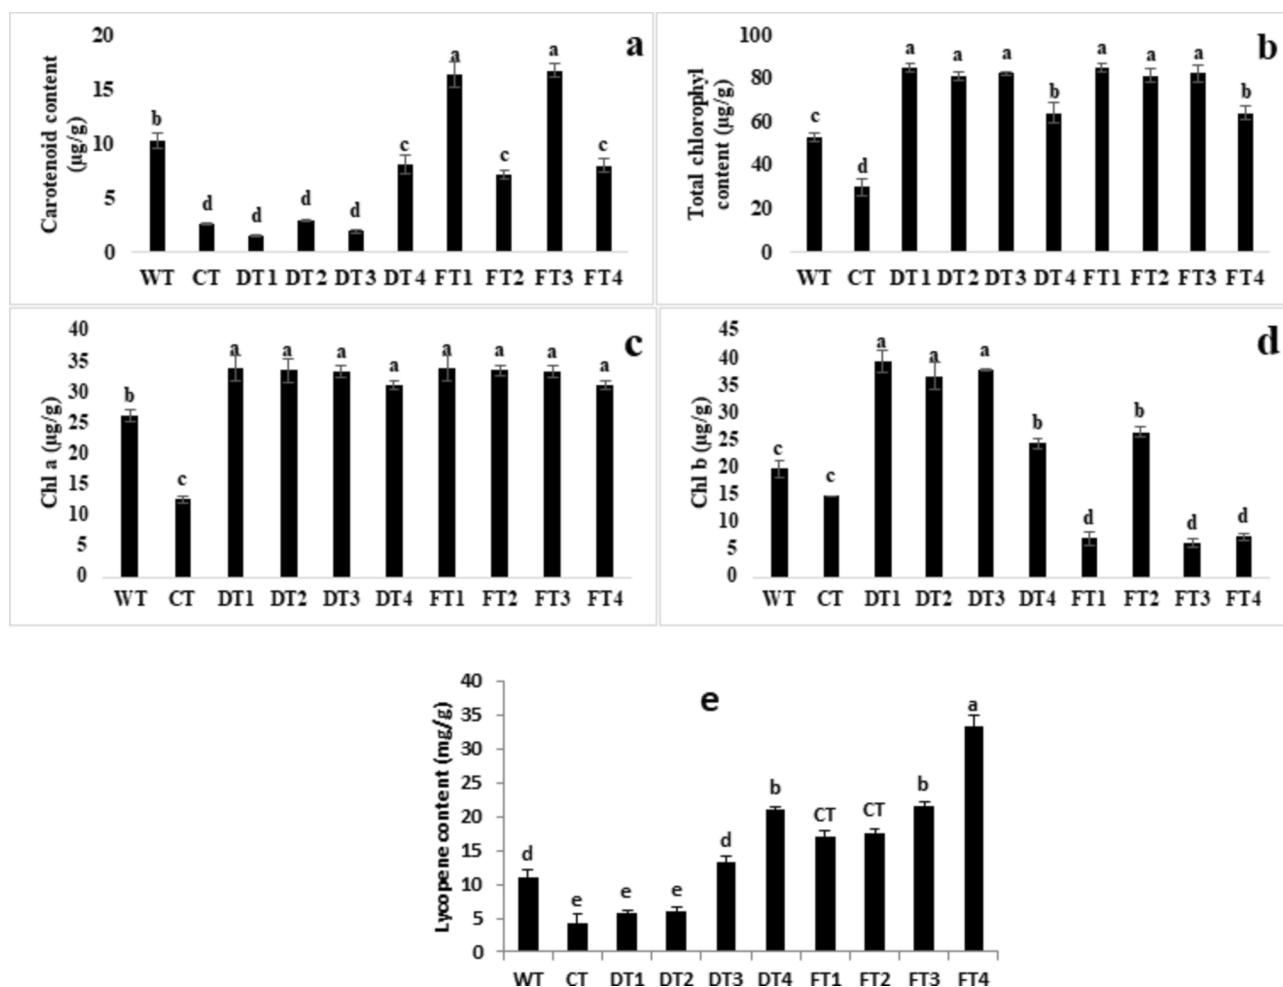 a
Carotenoid content
(µg/g)
20
15
10
5
0
b
d
d
d
d
c
a
c
a
c
WT CT DT1 DT2 DT3 DT4 FT1 FT2 FT3 FT4
b
Total chlorophyl
content (µg/g)
100
80
60
40
20
0
c
d
a
a
a
b
a
a
a
b
WT CT DT1 DT2 DT3 DT4 FT1 FT2 FT3 FT4
c
Chl a (µg/g)
40
35
30
25
20
15
10
5
0
b
c
a
a
a
a
a
a
a
a
WT CT DT1 DT2 DT3 DT4 FT1 FT2 FT3 FT4
d
Chl b (µg/g)
45
40
35
30
25
20
15
10
5
0
c
c
a
a
a
b
d
b
d
d
WT CT DT1 DT2 DT3 DT4 FT1 FT2 FT3 FT4
e
Lycopene content (mg/g)
40
35
30
25
20
15
10
5
0
d
e
e
e
d
b
CT
CT
b
a
WT CT DT1 DT2 DT3 DT4 FT1 FT2 FT3 FT4